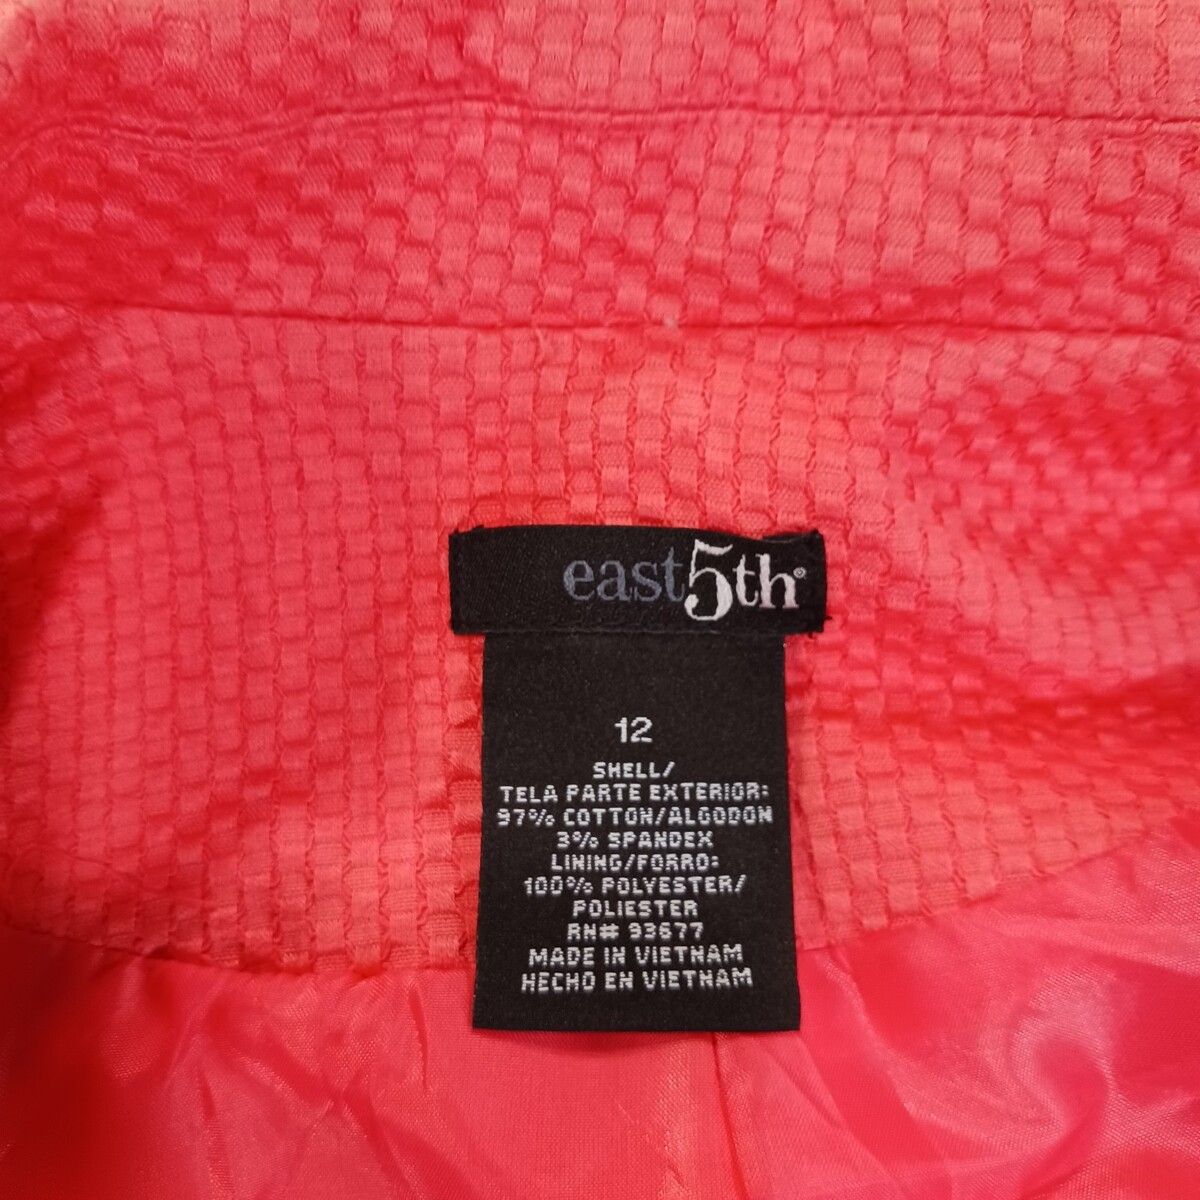 east5th®
12
SHELL/
TELA PARTE EXTERIOR:
97% COTTON/ALGODON
3% SPANDEX
LINING/FORRO:
100% POLYESTER/
POLIESTER
RN# 93677
MADE IN VIETNAM
HECHO EN VIETNAM